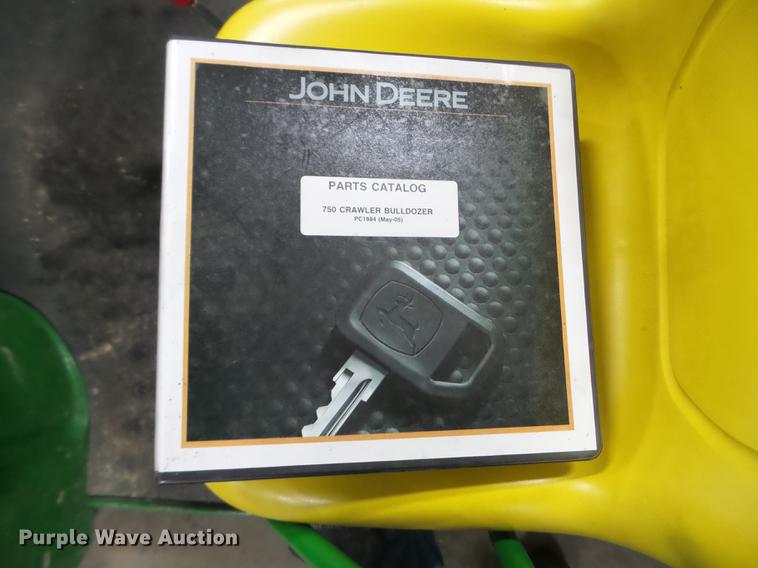 JOHN DEERE
PARTS CATALOG
750 CRAWLER BULLDOZER
PC1884 (May-05)
Purple Wave Auction